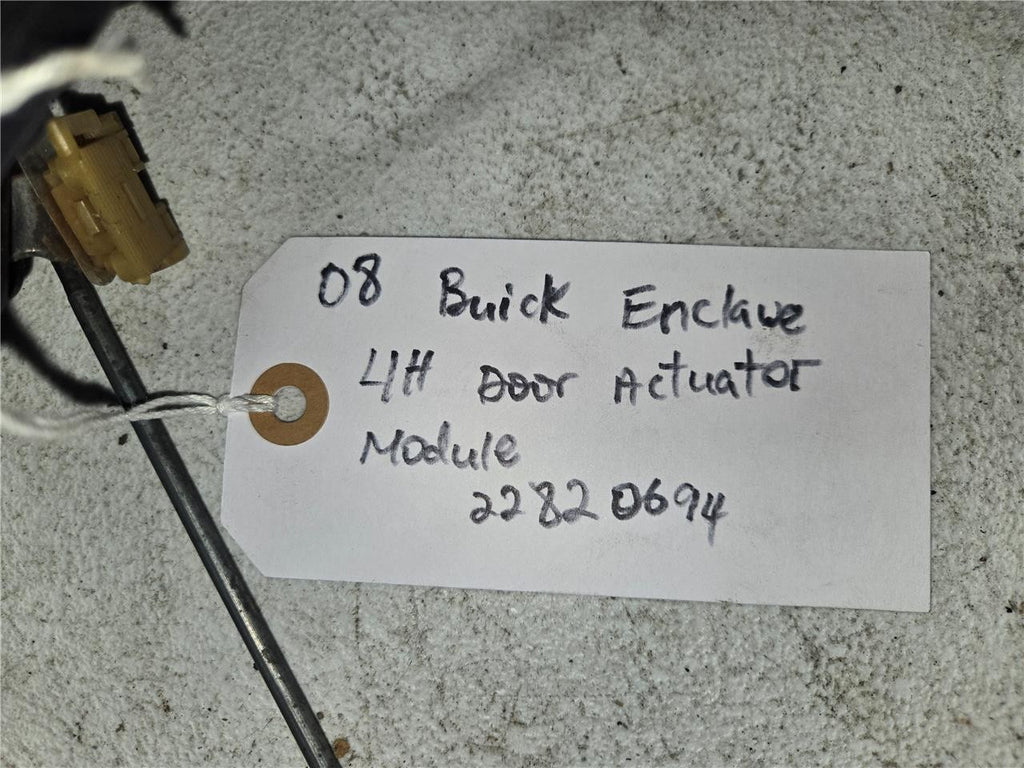 08 Buick Enclave
LH Door Actuator
Module
22820694